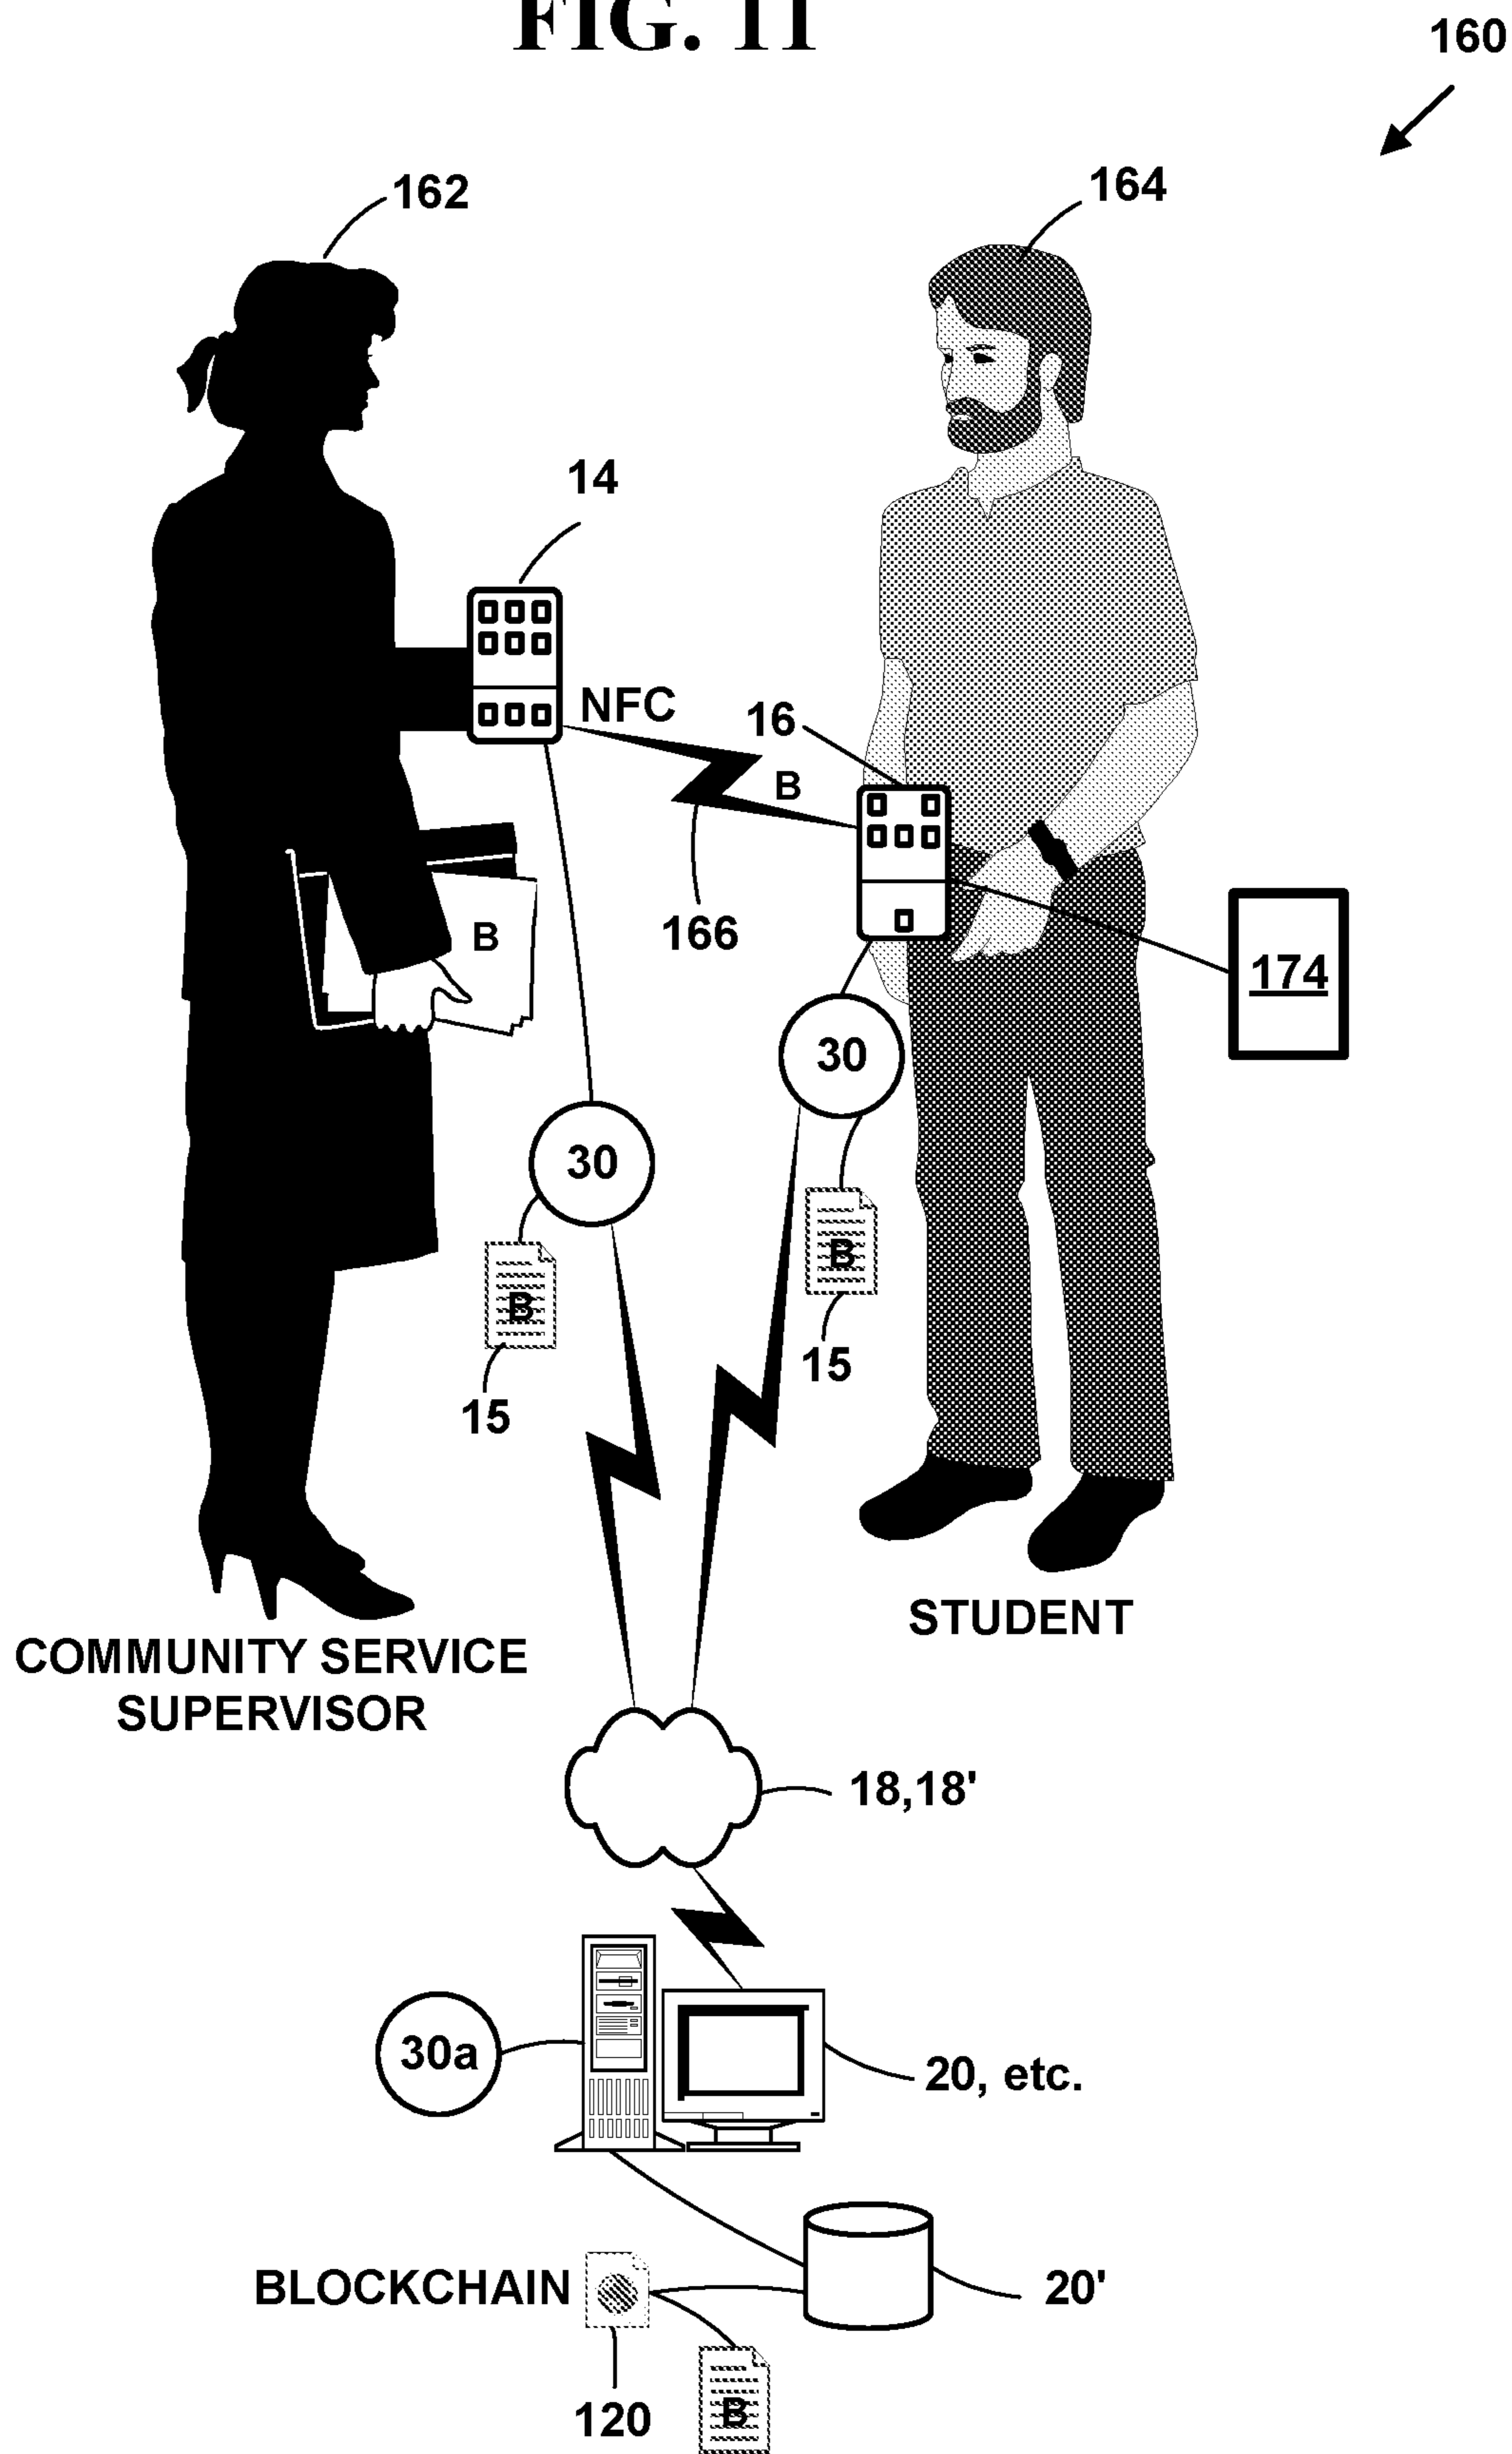 FIG. 11
160
162
164
14
NFC
16
B
166
B
174
30
30
B
B
15
15
STUDENT
COMMUNITY SERVICE
SUPERVISOR
18,18'
30a
20, etc.
BLOCKCHAIN
20'
120
B